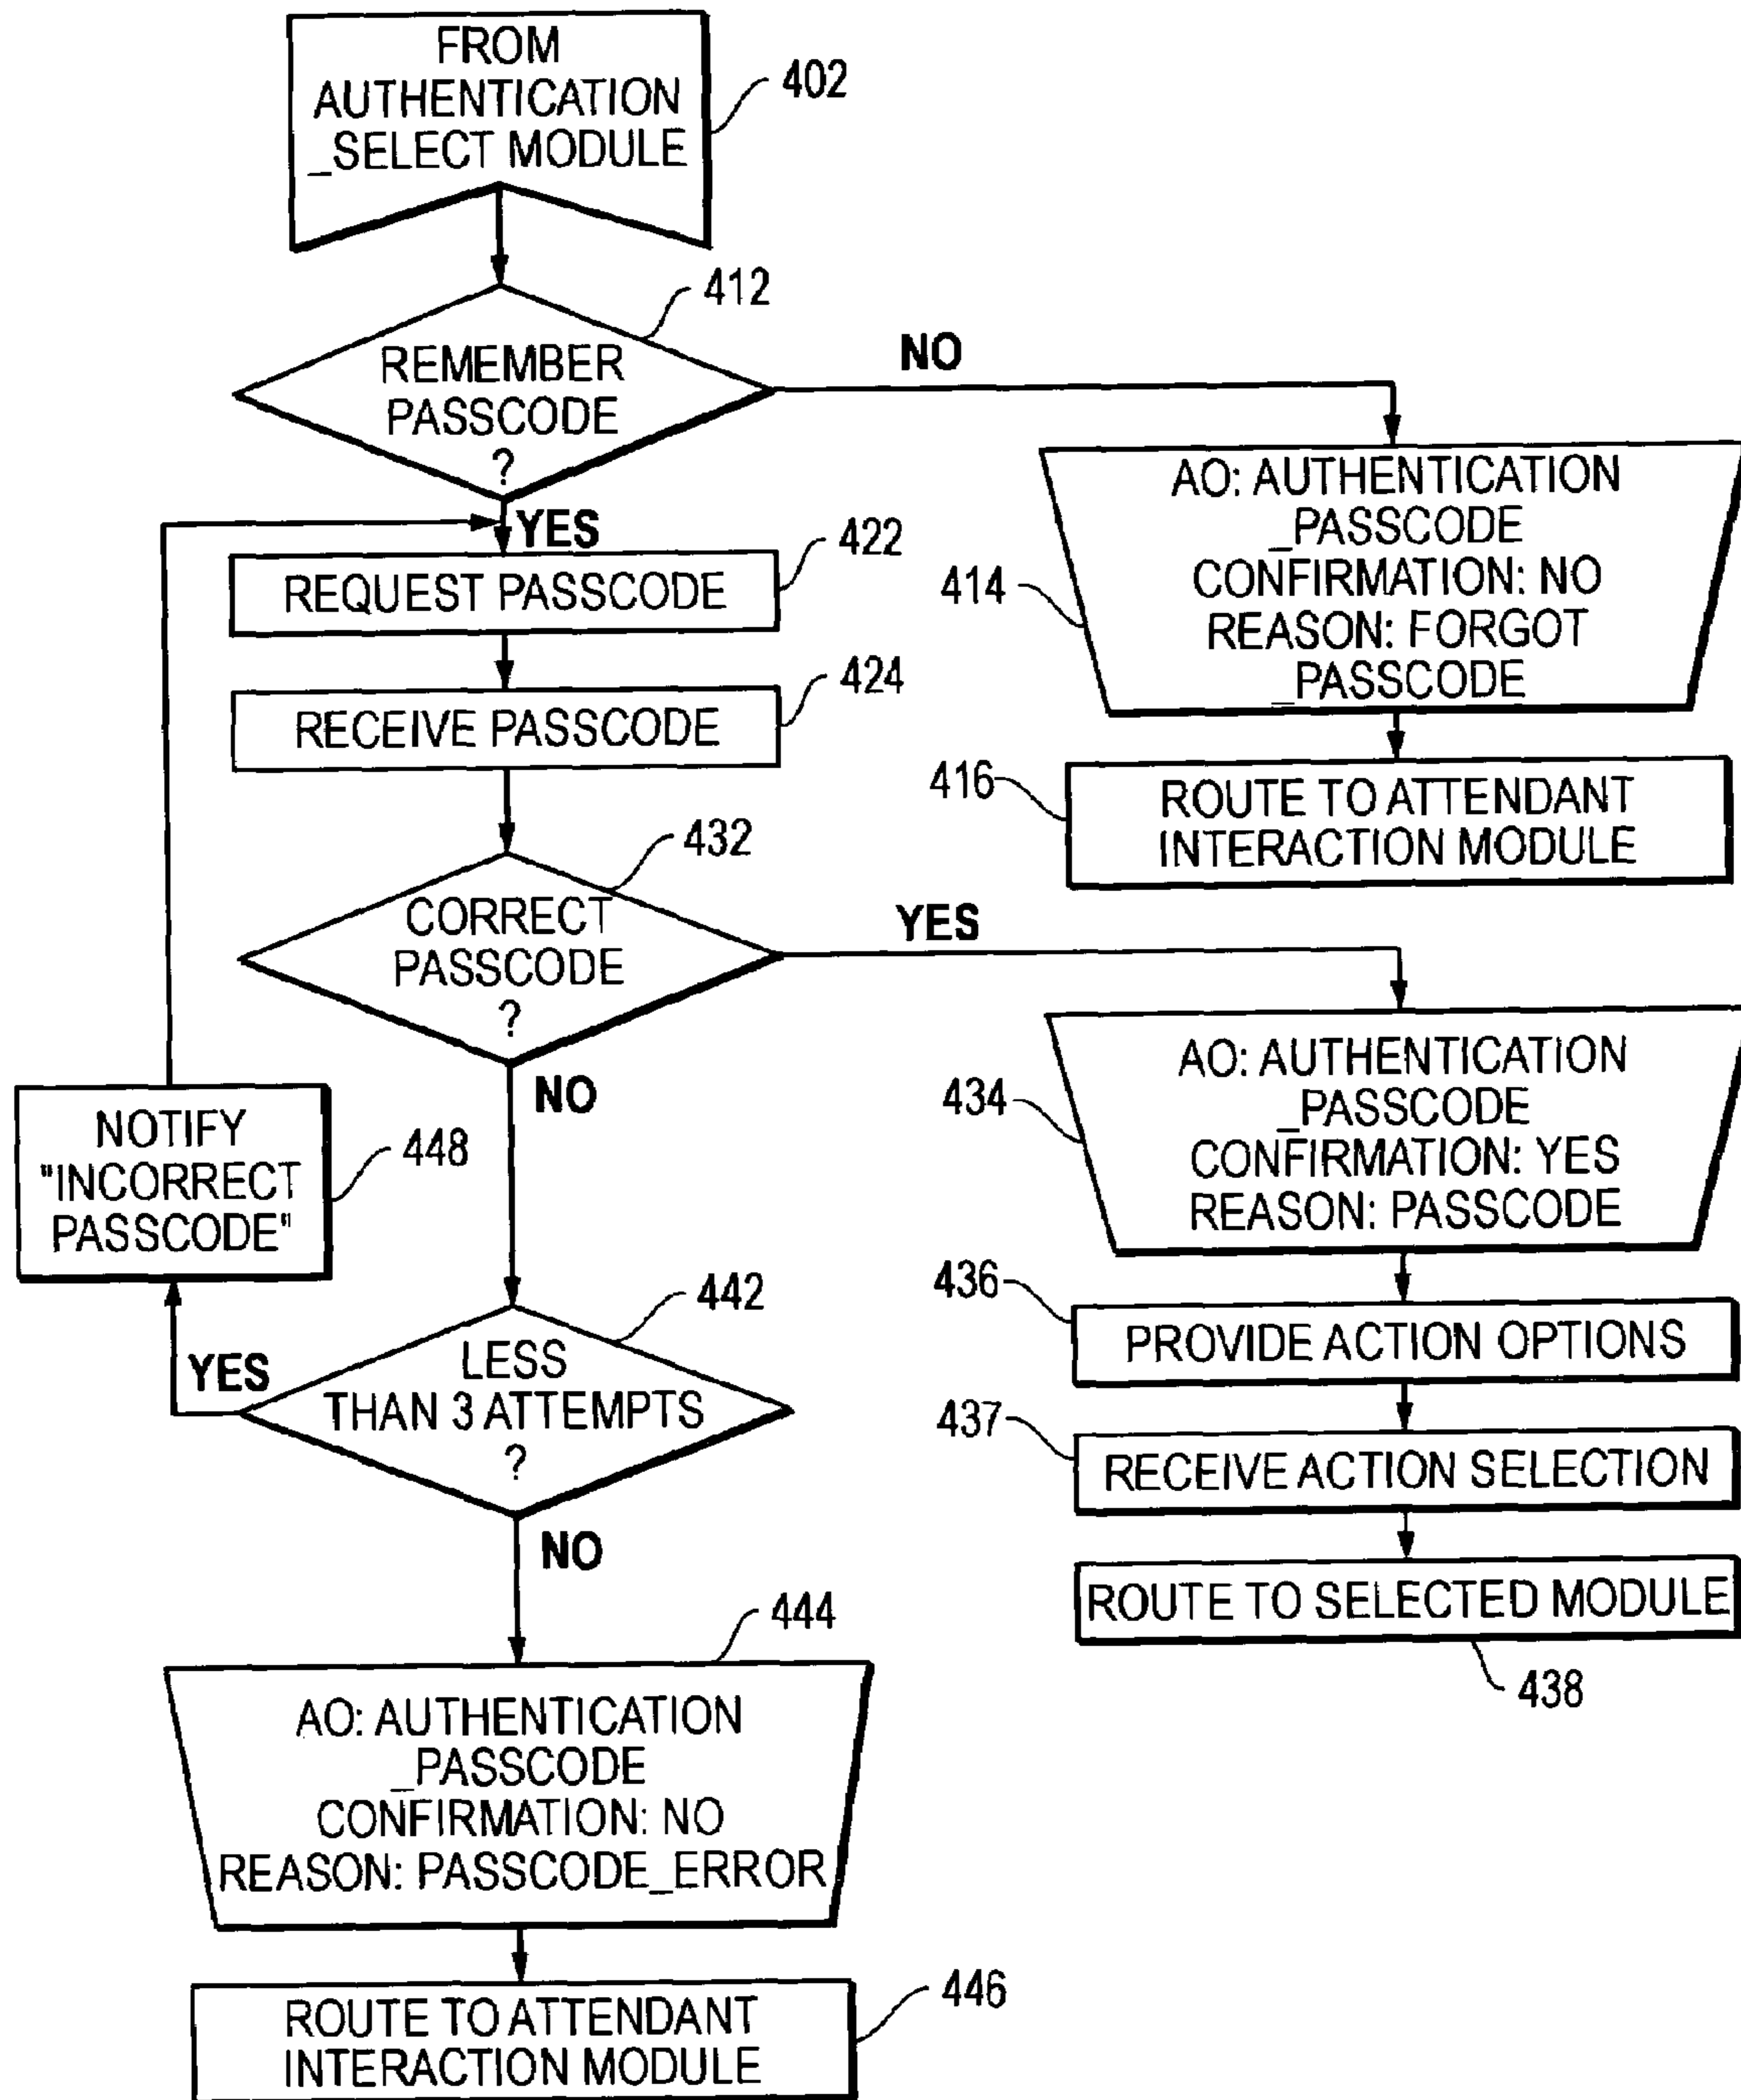 FROM
AUTHENTICATION
_SELECT MODULE
402
412
REMEMBER
PASSCODE
?
NO
YES
AO: AUTHENTICATION
_PASSCODE
CONFIRMATION: NO
REASON: FORGOT
_PASSCODE
414
422
REQUEST PASSCODE
424
RECEIVE PASSCODE
416
ROUTE TO ATTENDANT
INTERACTION MODULE
432
CORRECT
PASSCODE
?
YES
NO
AO: AUTHENTICATION
_PASSCODE
CONFIRMATION: YES
REASON: PASSCODE
434
NOTIFY
"INCORRECT
PASSCODE"
448
436
PROVIDE ACTION OPTIONS
442
LESS
THAN 3 ATTEMPTS
?
YES
NO
437
RECEIVE ACTION SELECTION
ROUTE TO SELECTED MODULE
438
444
AO: AUTHENTICATION
_PASSCODE
CONFIRMATION: NO
REASON: PASSCODE_ERROR
446
ROUTE TO ATTENDANT
INTERACTION MODULE